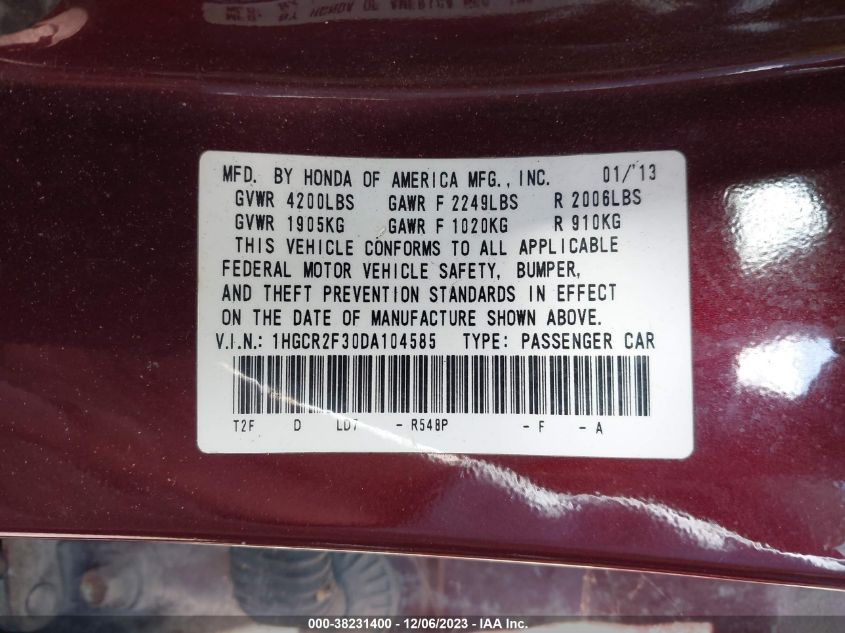 MFD. BY HONDA OF AMERICA MFG., INC. 01/'13
GVWR 4200LBS GAWR F 2249LBS R 2006LBS
GVWR 1905KG GAWR F 1020KG R 910KG
THIS VEHICLE CONFORMS TO ALL APPLICABLE
FEDERAL MOTOR VEHICLE SAFETY, BUMPER,
AND THEFT PREVENTION STANDARDS IN EFFECT
ON THE DATE OF MANUFACTURE SHOWN ABOVE.
V.I.N.: 1HGCR2F30DA104585 TYPE: PASSENGER CAR
T2F D LD7 - R548P - F - A
000-38231400 - 12/06/2023 - IAA Inc.